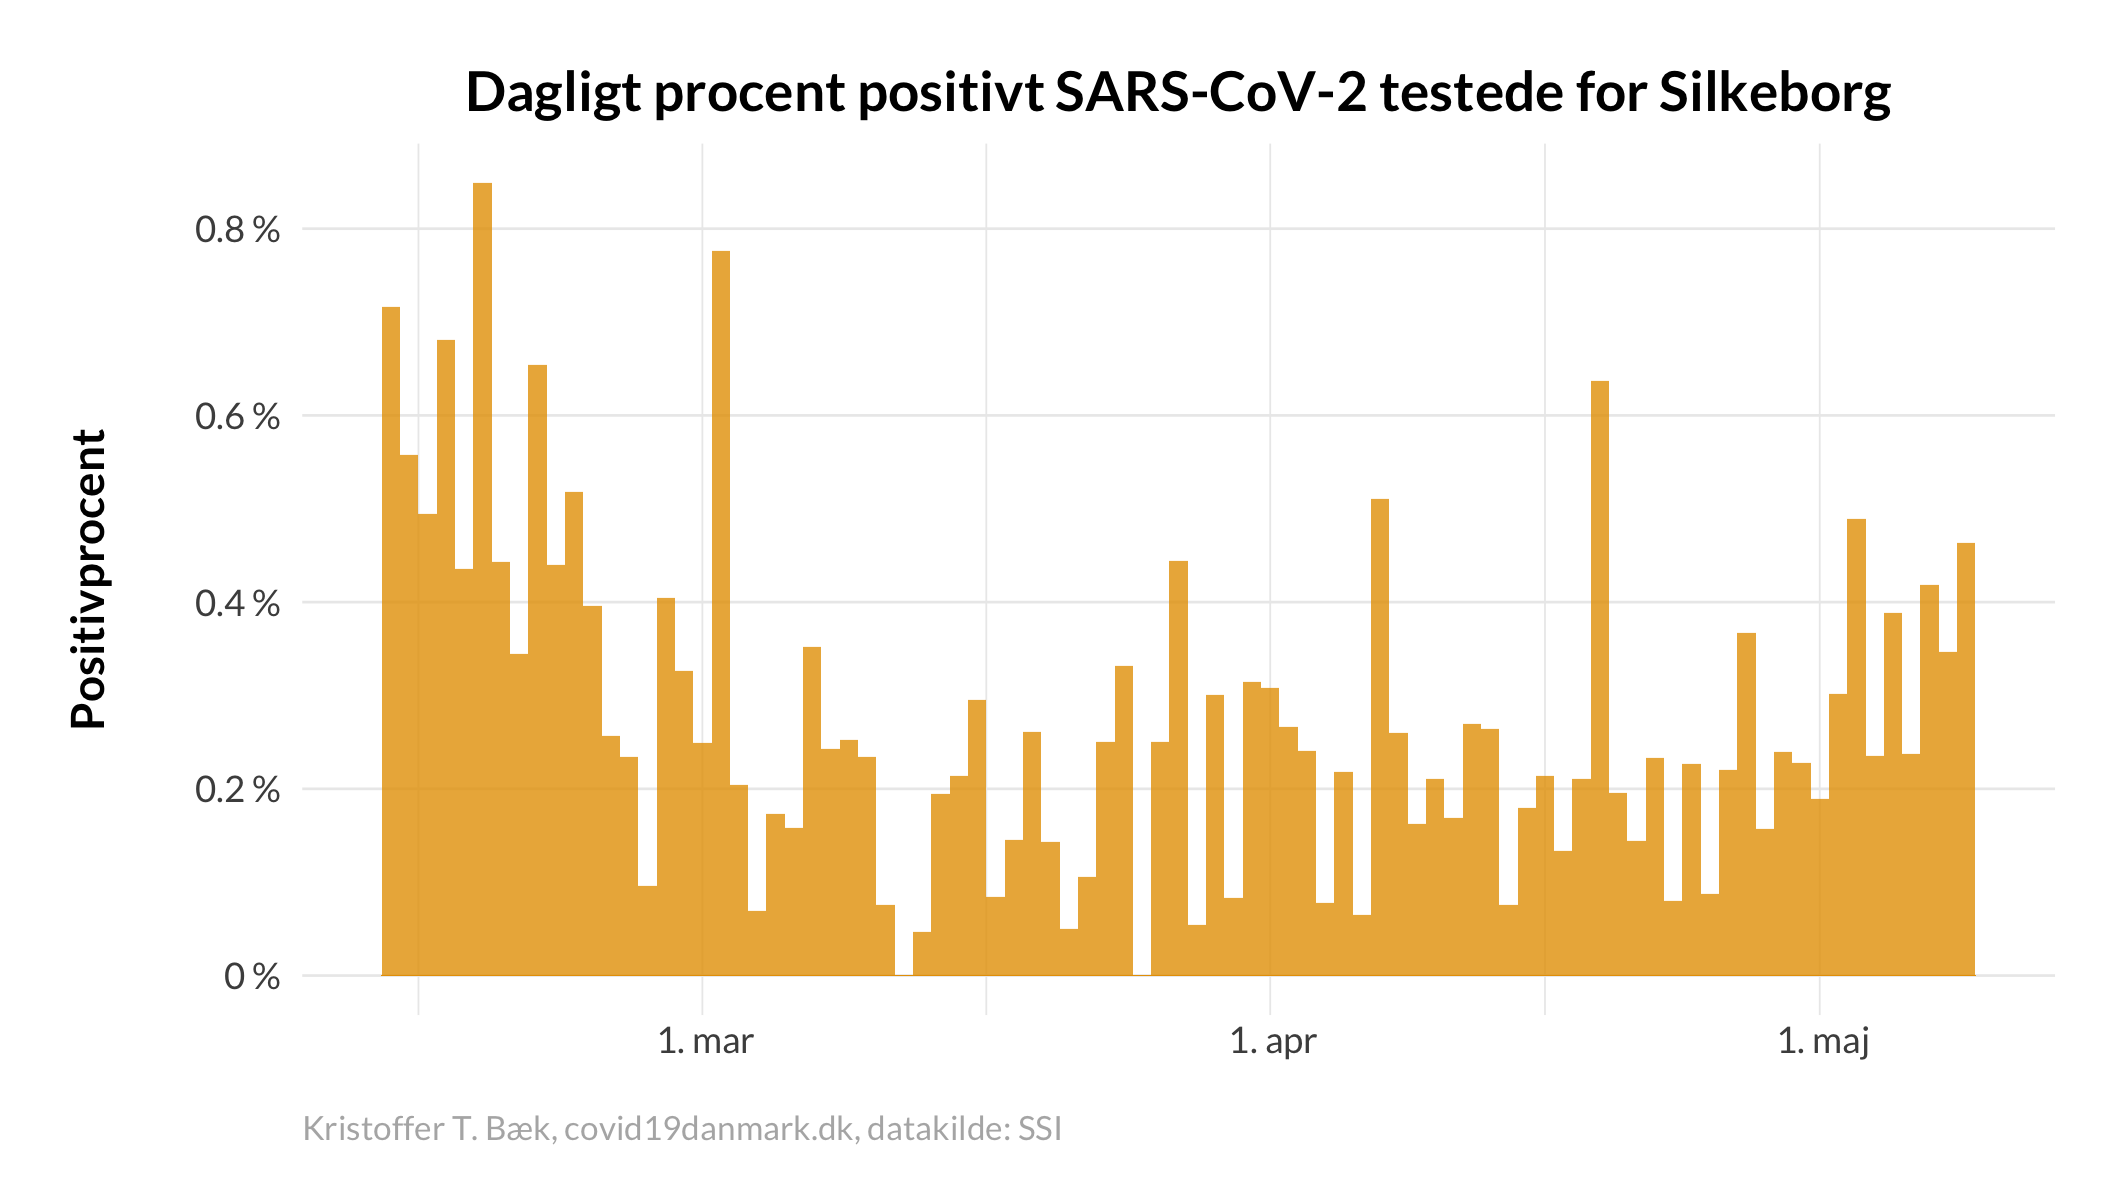 Dagligt procent positivt SARS-CoV-2 testede for Silkeborg
Positivprocent
0.8 %
0.6 %
0.4 %
0.2 %
0 %
1. mar
1. apr
1. maj
Kristoffer T. Bæk, covid19danmark.dk, datakilde: SSI